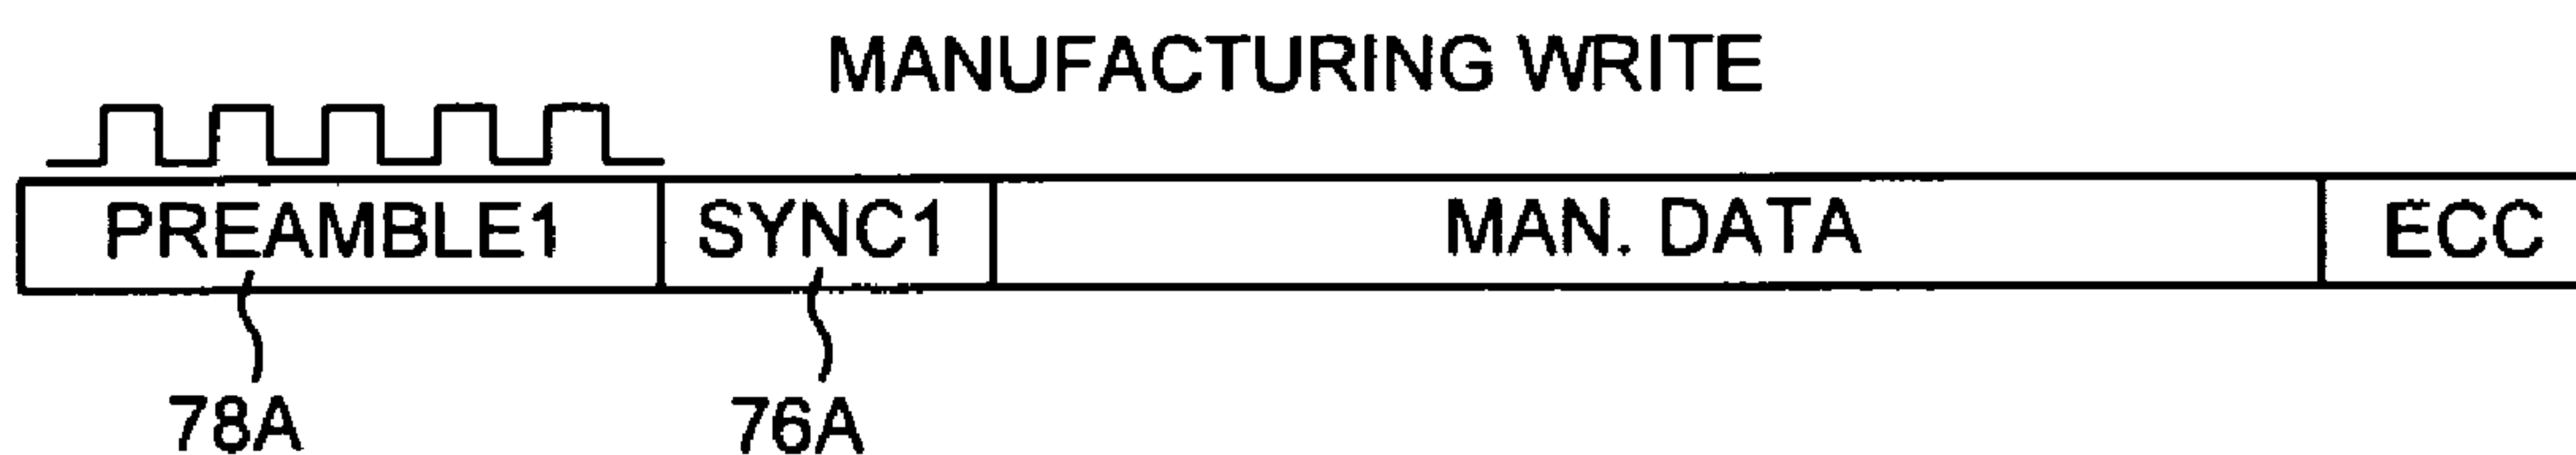 MANUFACTURING WRITE
PREAMBLE1 SYNC1 MAN. DATA ECC
78A 76A